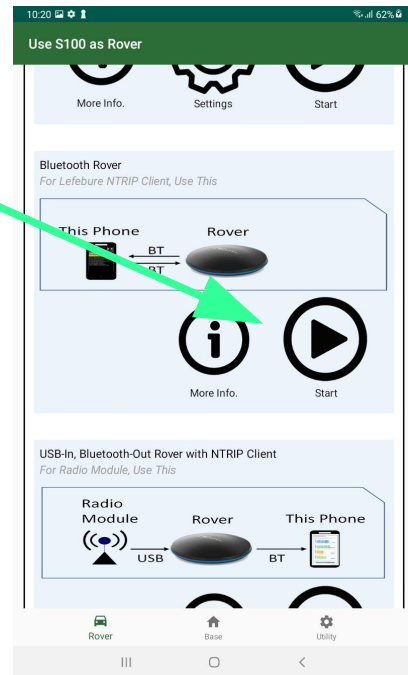 10:20
62%
Use S100 as Rover
More Info.
Settings
Start
Bluetooth Rover
For Lefebure NTRIP Client, Use This
This Phone
Rover
BT
BT
More Info.
Start
USB-In, Bluetooth-Out Rover with NTRIP Client
For Radio Module, Use This
Radio
Module
Rover
This Phone
USB
BT
Rover
Base
Utility